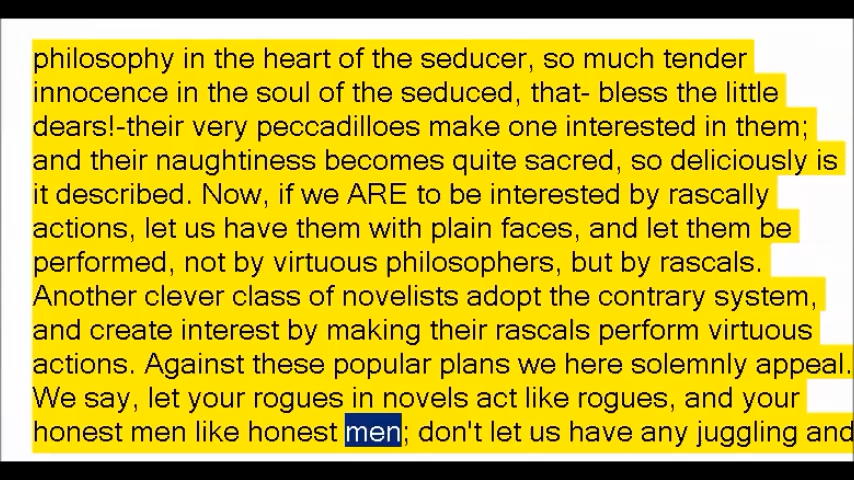 philosophy in the heart of the seducer, so much tender
innocence in the soul of the seduced, that- bless the little
dears!-their very peccadilloes make one interested in them;
and their naughtiness becomes quite sacred, so deliciously is
it described. Now, if we ARE to be interested by rascally
actions, let us have them with plain faces, and let them be
performed, not by virtuous philosophers, but by rascals.
Another clever class of novelists adopt the contrary system,
and create interest by making their rascals perform virtuous
actions. Against these popular plans we here solemnly appeal.
We say, let your rogues in novels act like rogues, and your
honest men like honest men; don't let us have any juggling and